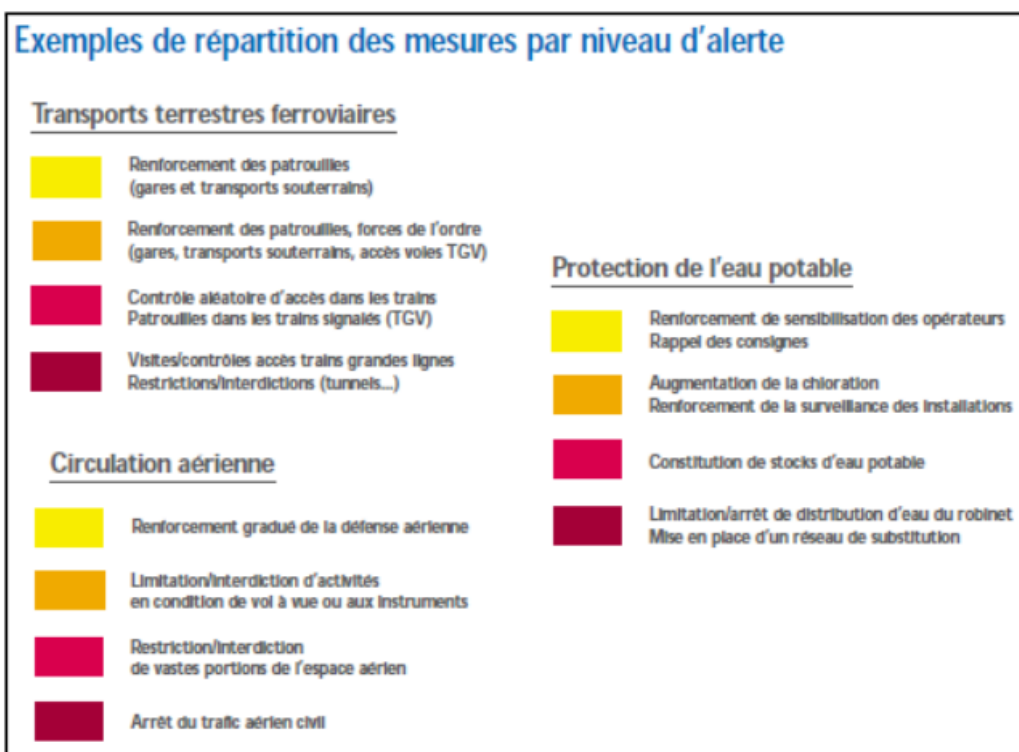 Exemples de répartition des mesures par niveau d'alerte
Transports terrestres ferroviaires
Renforcement des patrouilles
(gares et transports souterrains)
Renforcement des patrouilles, forces de l'ordre
(gares, transports souterrains, accès voies TGV)
Contrôle aléatoire d'accès dans les trains
Patrouilles dans les trains signalés (TGV)
Visites/contrôles accès trains grandes lignes
Restrictions/interdictions (tunnels...)
Circulation aérienne
Renforcement gradué de la défense aérienne
Limitation/interdiction d'activités
en condition de vol à vue ou aux instruments
Restriction/interdiction
de vastes portions de l'espace aérien
Arrêt du trafic aérien civil
Protection de l'eau potable
Renforcement de sensibilisation des opérateurs
Rappel des consignes
Augmentation de la chloration
Renforcement de la surveillance des installations
Constitution de stocks d'eau potable
Limitation/arrêt de distribution d'eau du robinet
Mise en place d'un réseau de substitution